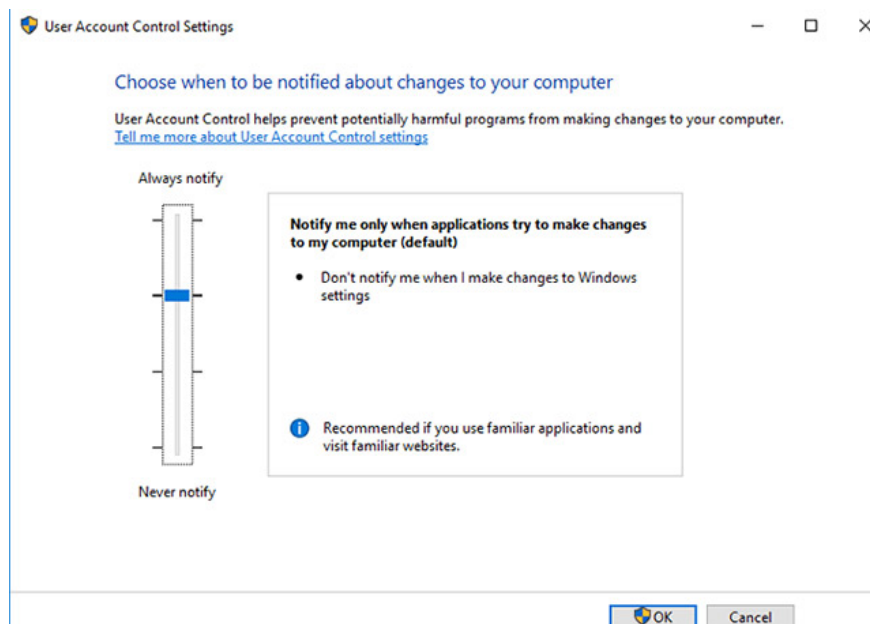 User Account Control Settings
Choose when to be notified about changes to your computer
User Account Control helps prevent potentially harmful programs from making changes to your computer.
Tell me more about User Account Control settings
Always notify
Notify me only when applications try to make changes
to my computer (default)
• Don't notify me when I make changes to Windows
settings
Recommended if you use familiar applications and
visit familiar websites.
Never notify
OK
Cancel